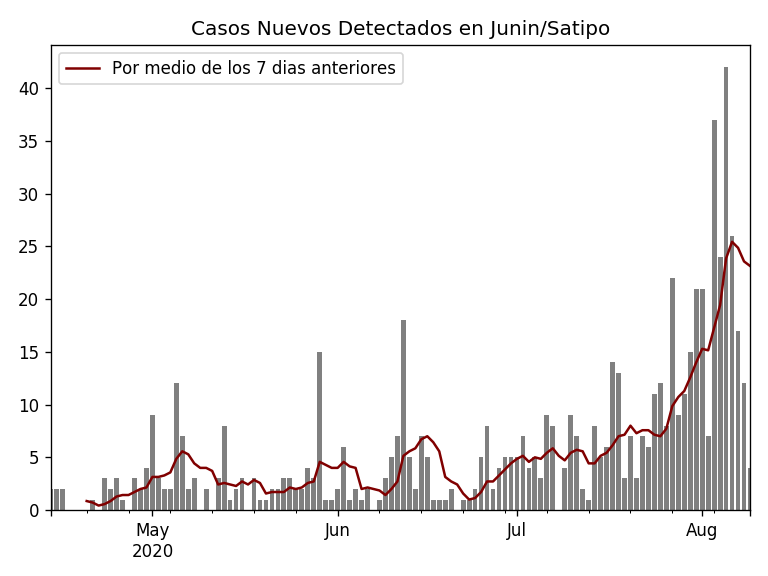 Casos Nuevos Detectados en Junin/Satipo
Por medio de los 7 dias anteriores
40
35
30
25
20
15
10
5
0
May
2020
Jun
Jul
Aug